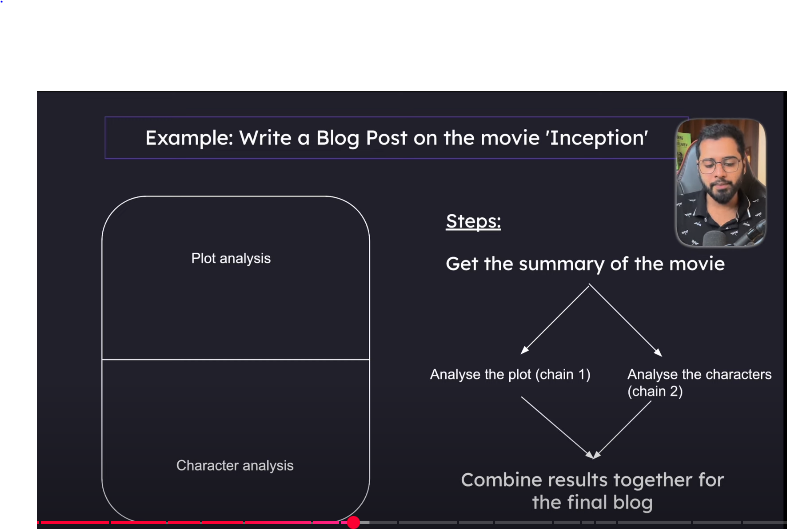 Example: Write a Blog Post on the movie 'Inception'
Plot analysis
Character analysis
Steps:
Get the summary of the movie
Analyse the plot (chain 1)
Analyse the characters
(chain 2)
Combine results together for
the final blog